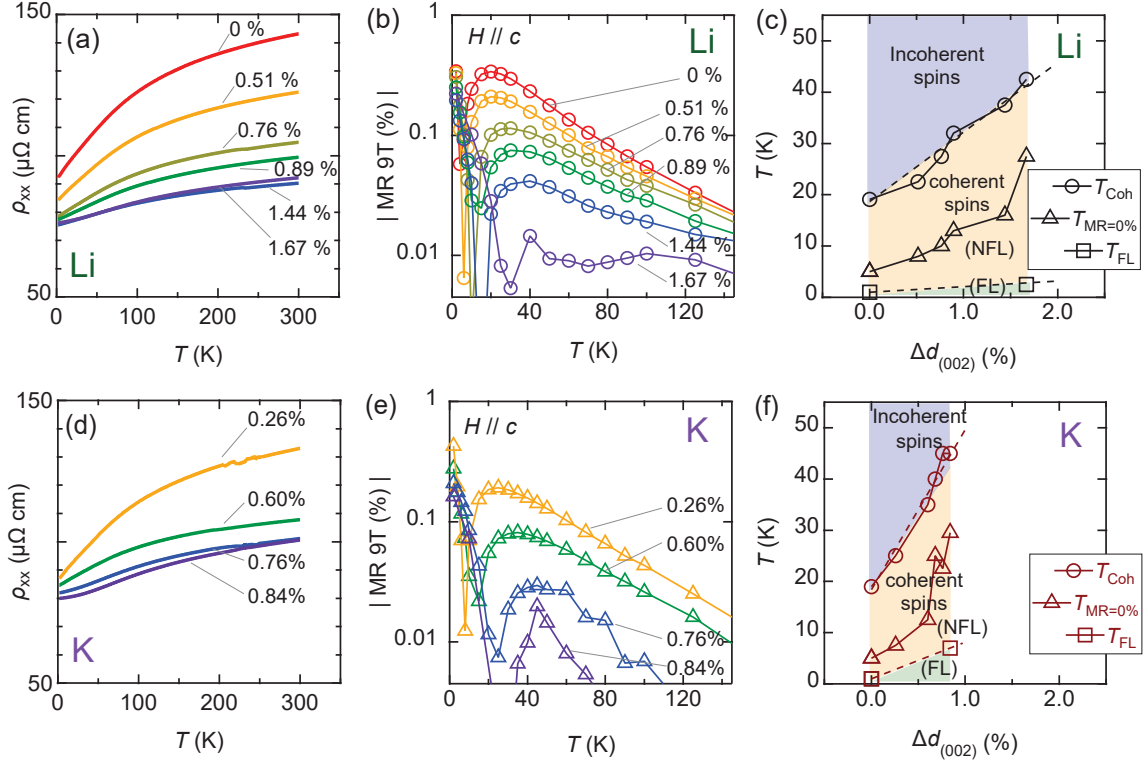 (a)
150
50
ρxx (μΩ cm)
0 %
0.51 %
0.76 %
0.89 %
1.44 %
1.67 %
Li
0 100 200 300
T (K)
(b)
H // c
Li
1
0.1
0.01
| MR 9T (%) |
0 %
0.51 %
0.76 %
0.89 %
1.44 %
1.67 %
0 40 80 120
T (K)
(c)
Li
50
40
30
20
10
0
T (K)
Incoherent
spins
coherent
spins
(NFL)
(FL)
TCoh
TMR=0%
TFL
0.0 1.0 2.0
Δd(002) (%)
(d)
150
50
ρxx (μΩ cm)
0.26%
0.60%
0.76%
0.84%
K
0 100 200 300
T (K)
(e)
H // c
K
1
0.1
0.01
| MR 9T (%) |
0.26%
0.60%
0.76%
0.84%
0 40 80 120
T (K)
(f)
K
50
40
30
20
10
0
T (K)
Incoherent
spins
coherent
spins
(NFL)
(FL)
TCoh
TMR=0%
TFL
0.0 1.0 2.0
Δd(002) (%)